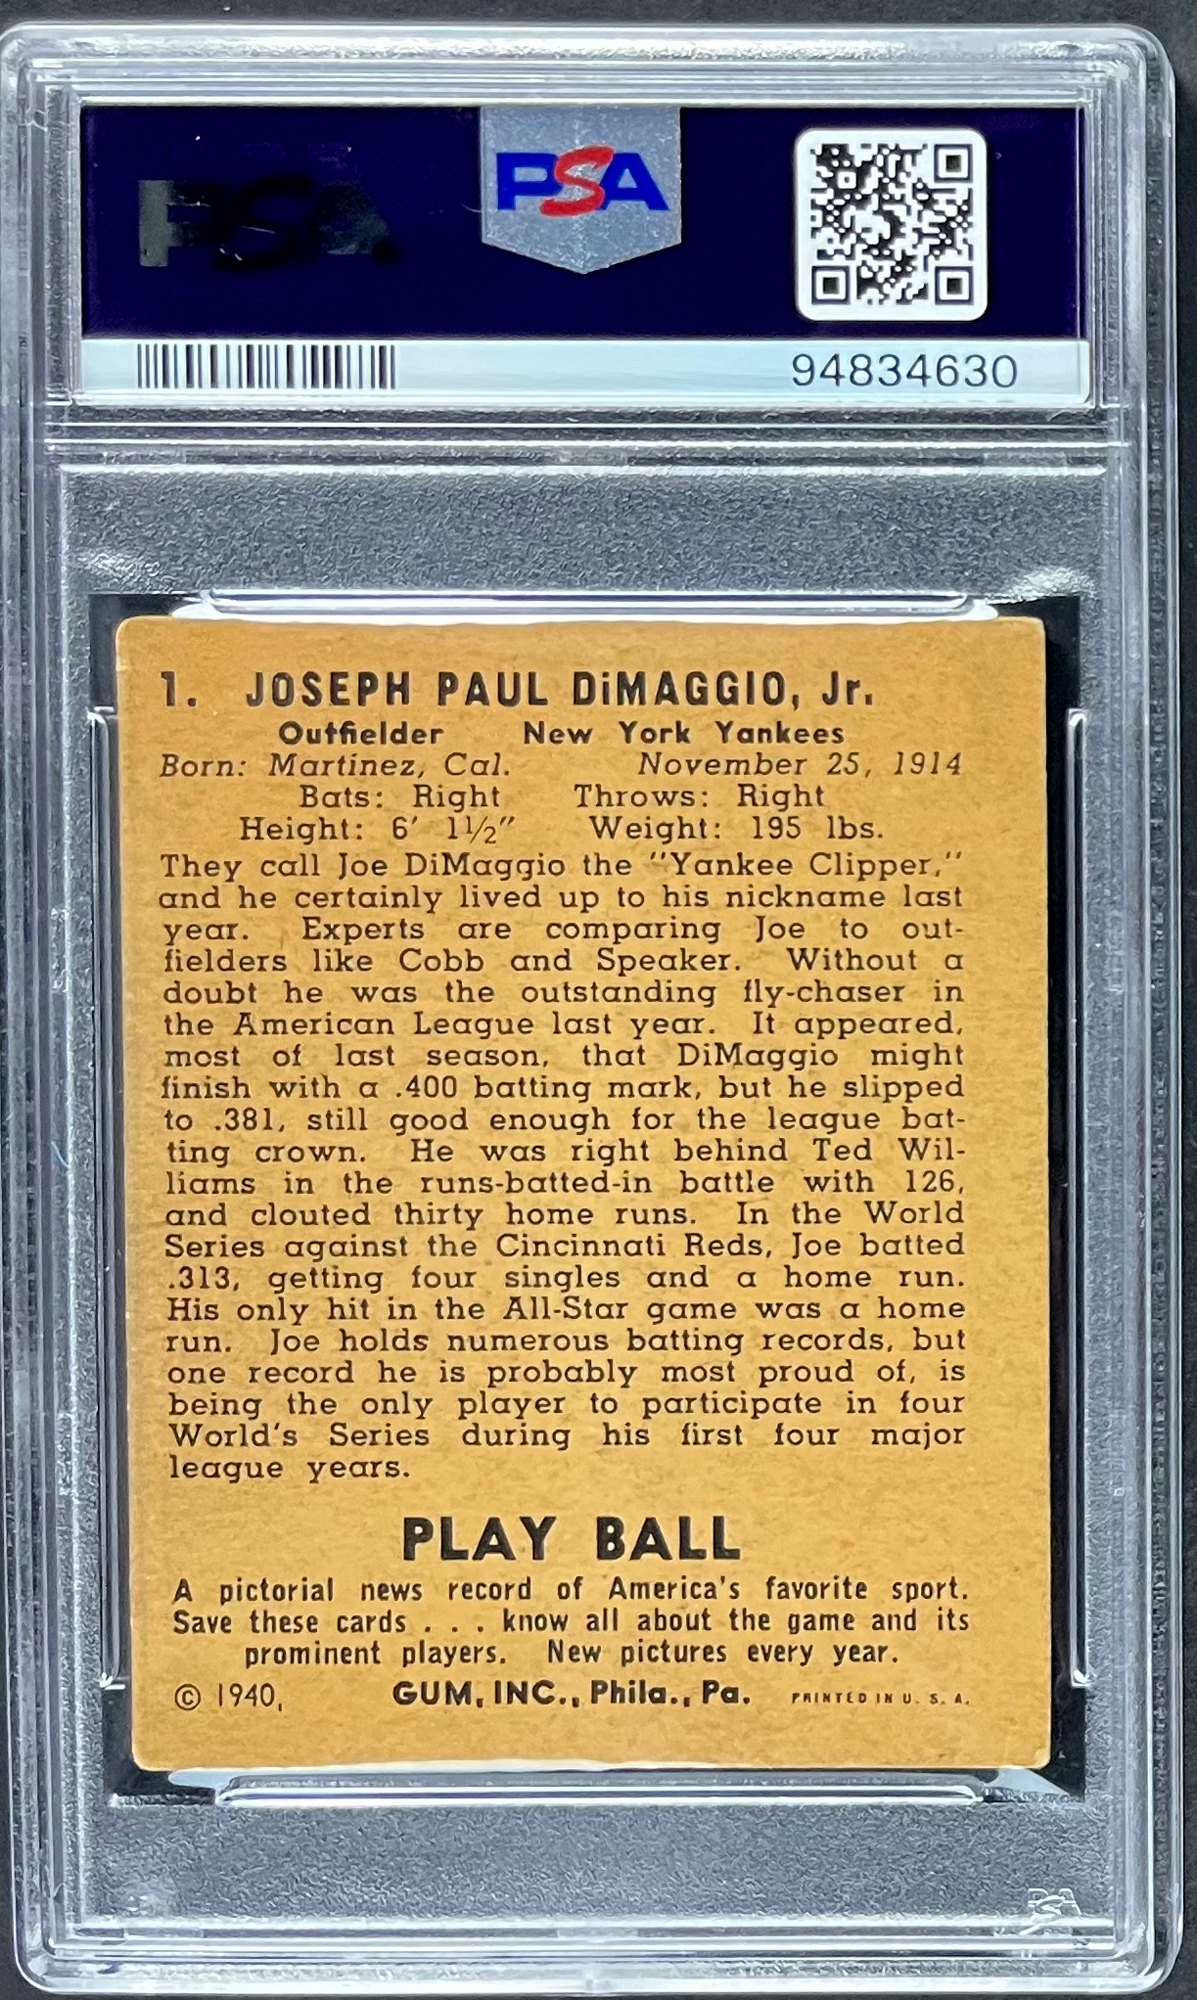 PSA
PSA
94834630
1. JOSEPH PAUL DiMAGGIO, Jr.
Outfielder New York Yankees
Born: Martinez, Cal. November 25, 1914
Bats: Right Throws: Right
Height: 6' 1½" Weight: 195 lbs.
They call Joe DiMaggio the "Yankee Clipper,"
and he certainly lived up to his nickname last
year. Experts are comparing Joe to out-
fielders like Cobb and Speaker. Without a
doubt he was the outstanding fly-chaser in
the American League last year. It appeared,
most of last season, that DiMaggio might
finish with a .400 batting mark, but he slipped
to .381, still good enough for the league bat-
ting crown. He was right behind Ted Wil-
liams in the runs-batted-in battle with 126,
and clouted thirty home runs. In the World
Series against the Cincinnati Reds, Joe batted
.313, getting four singles and a home run.
His only hit in the All-Star game was a home
run. Joe holds numerous batting records, but
one record he is probably most proud of, is
being the only player to participate in four
World's Series during his first four major
league years.
PLAY BALL
A pictorial news record of America's favorite sport.
Save these cards . . . know all about the game and its
prominent players. New pictures every year.
© 1940, GUM, INC., Phila., Pa. PRINTED IN U. S. A.
PSA